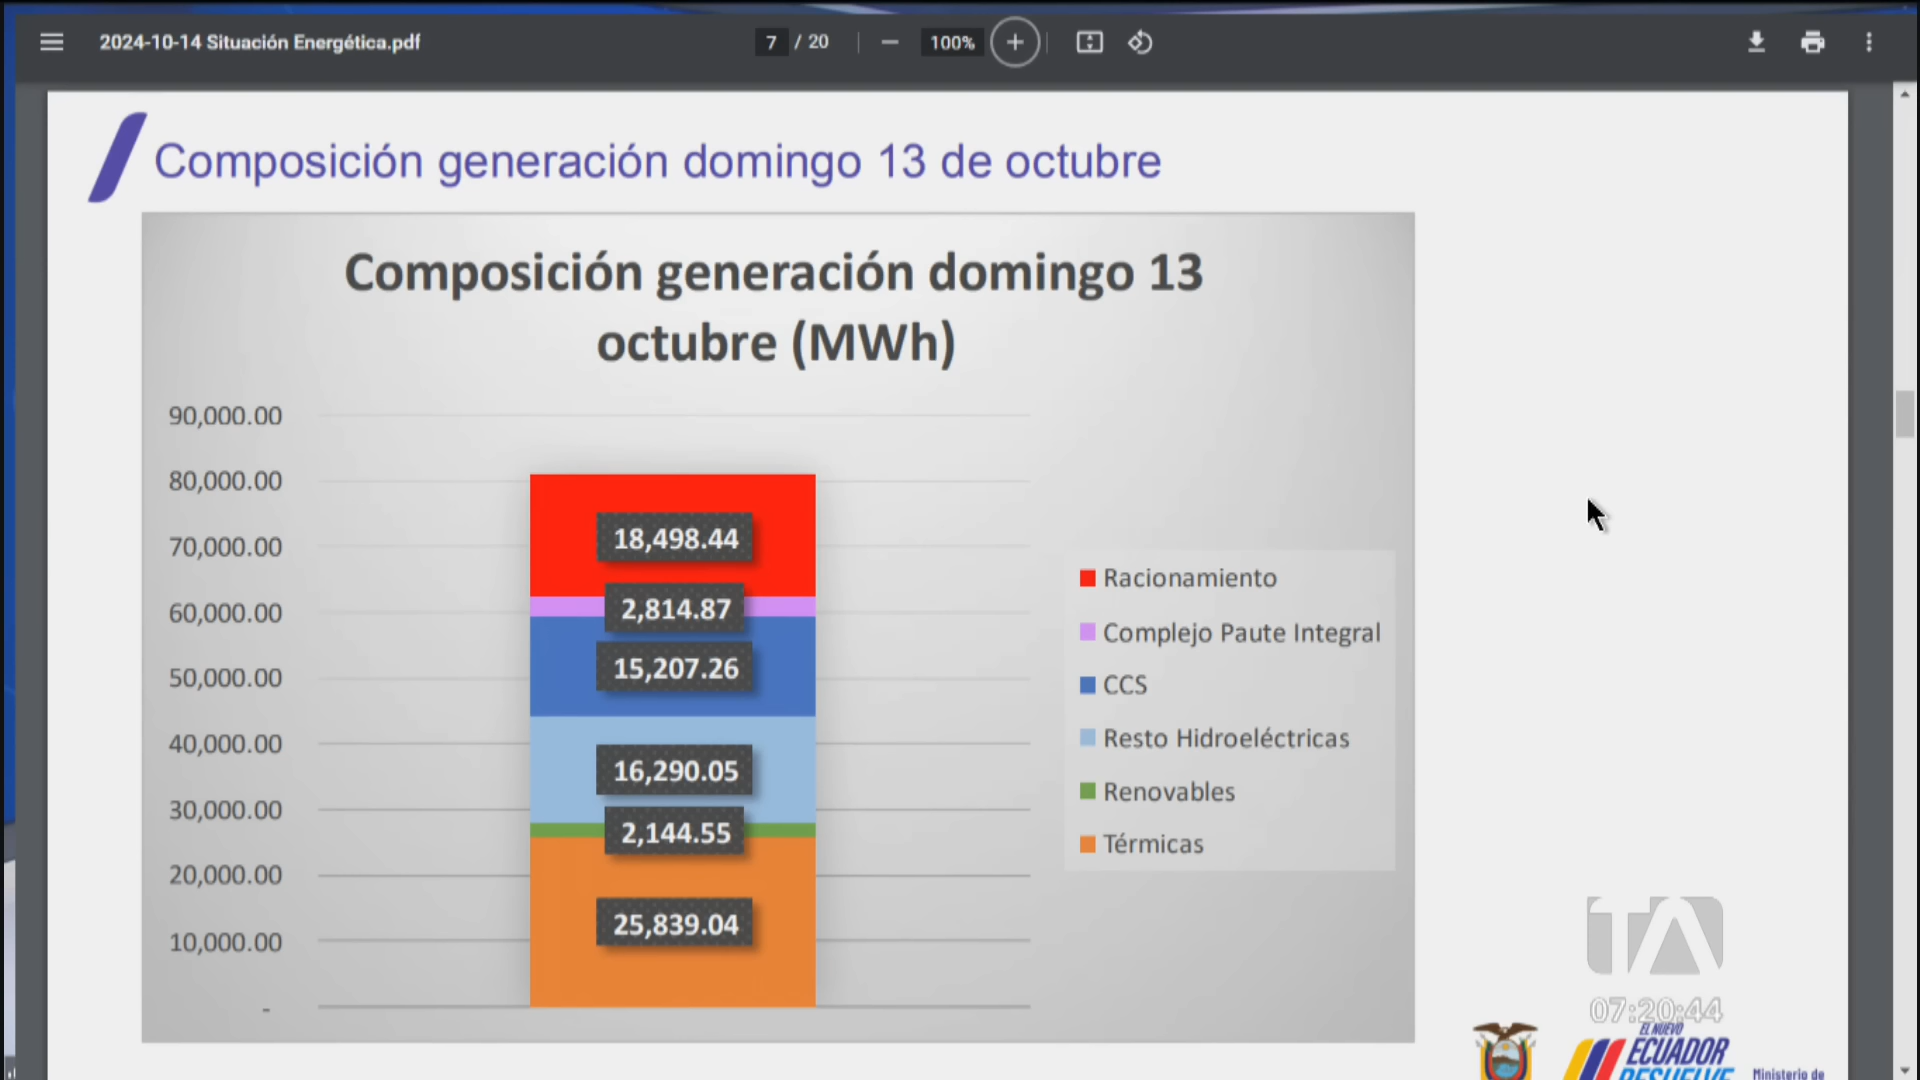 2024-10-14 Situación Energética.pdf
7 / 20
100%
Composición generación domingo 13 de octubre
Composición generación domingo 13
octubre (MWh)
90,000.00
80,000.00
70,000.00
60,000.00
50,000.00
40,000.00
30,000.00
20,000.00
10,000.00
-
18,498.44
2,814.87
15,207.26
16,290.05
2,144.55
25,839.04
Racionamiento
Complejo Paute Integral
CCS
Resto Hidroeléctricas
Renovables
Térmicas
TA
07:20:44
EL NUEVO
ECUADOR
RESUELVE
Ministerio de